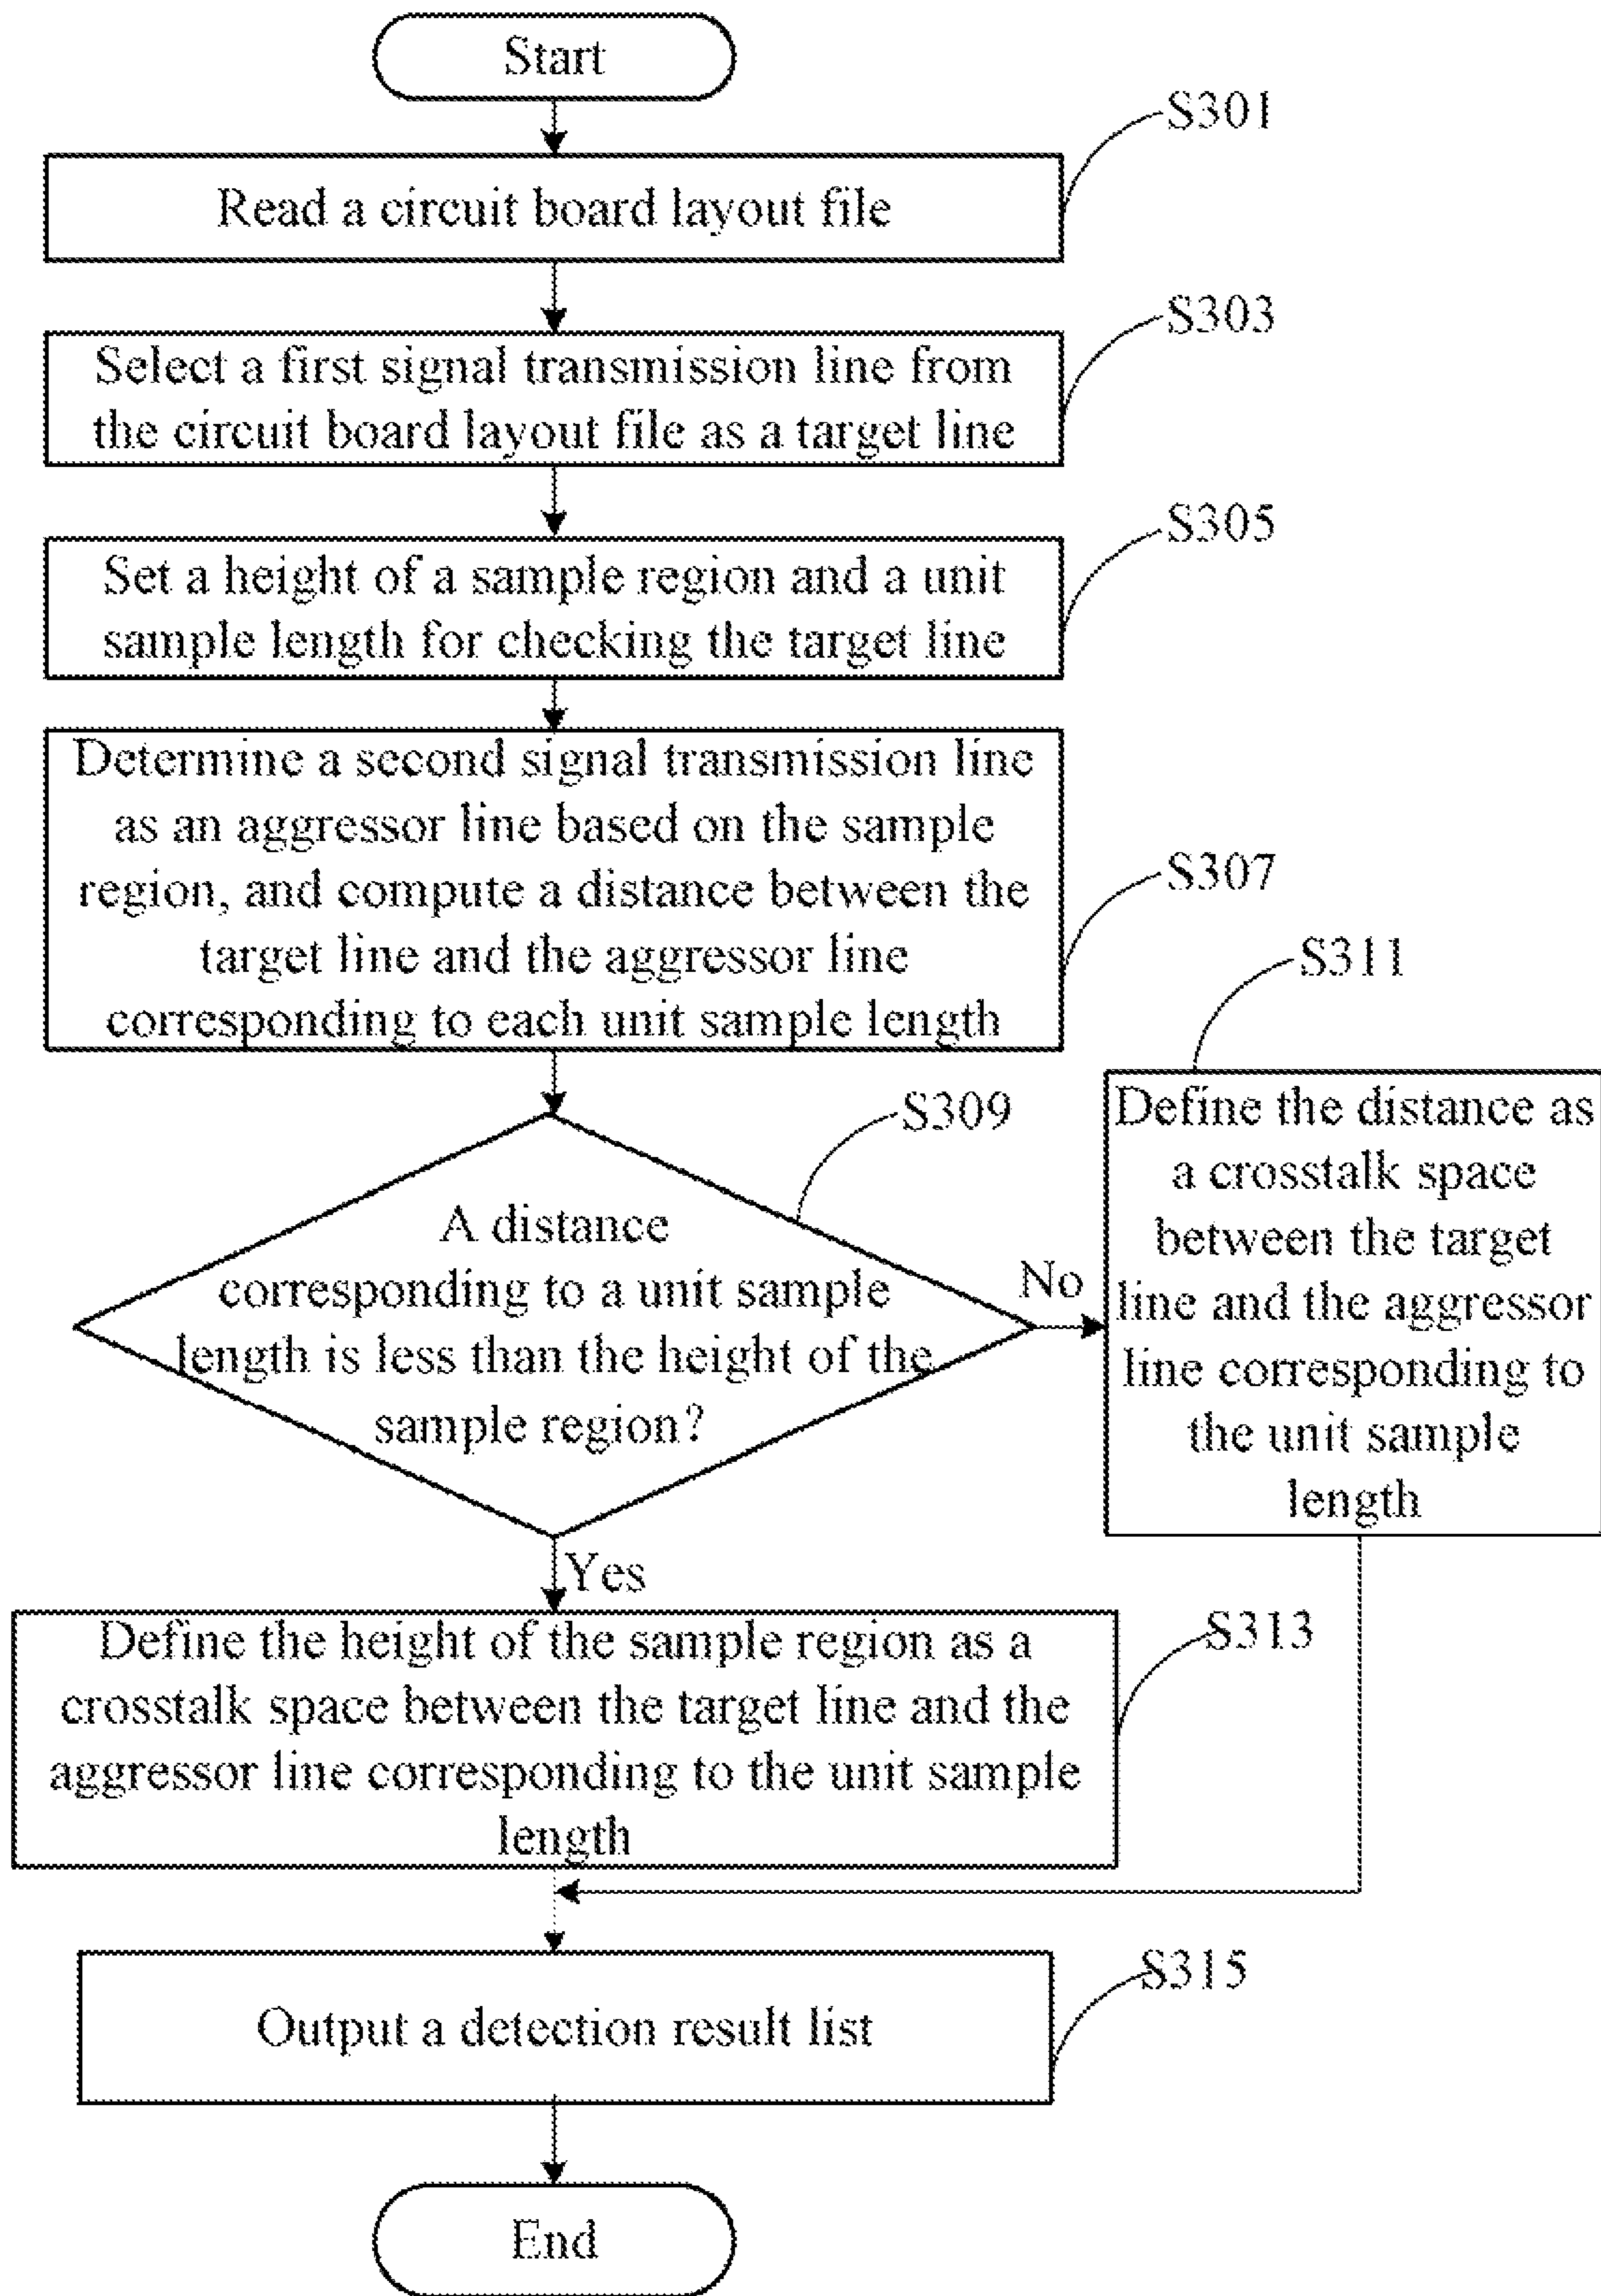 Start
S301
Read a circuit board layout file
S303
Select a first signal transmission line from
the circuit board layout file as a target line
S305
Set a height of a sample region and a unit
sample length for checking the target line
Determine a second signal transmission line
as an aggressor line based on the sample
region, and compute a distance between the
target line and the aggressor line
corresponding to each unit sample length
S307
S309
A distance
corresponding to a unit sample
length is less than the height of the
sample region?
No
S311
Define the distance as
a crosstalk space
between the target
line and the aggressor
line corresponding to
the unit sample
length
Yes
S313
Define the height of the sample region as a
crosstalk space between the target line and the
aggressor line corresponding to the unit sample
length
S315
Output a detection result list
End